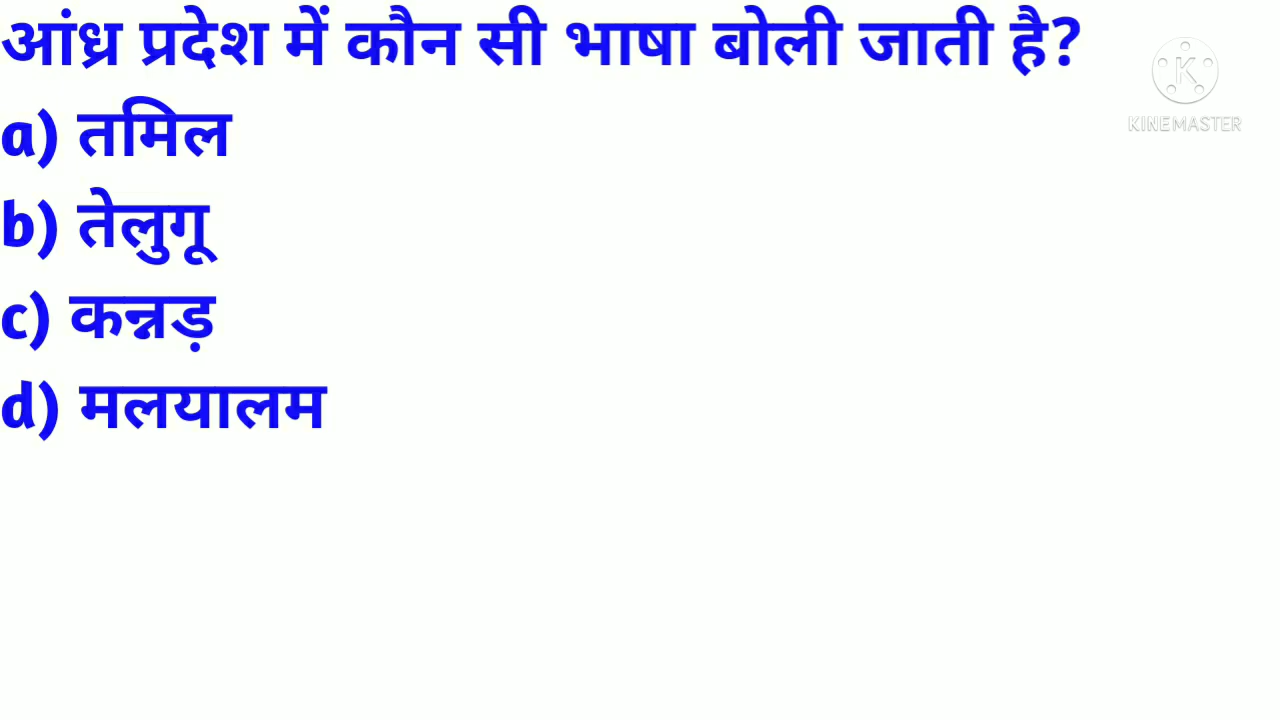 आंध्र प्रदेश में कौन सी भाषा बोली जाती है?
a) तमिल
b) तेलुगू
c) कन्नड़
d) मलयालम
K
KINEMASTER